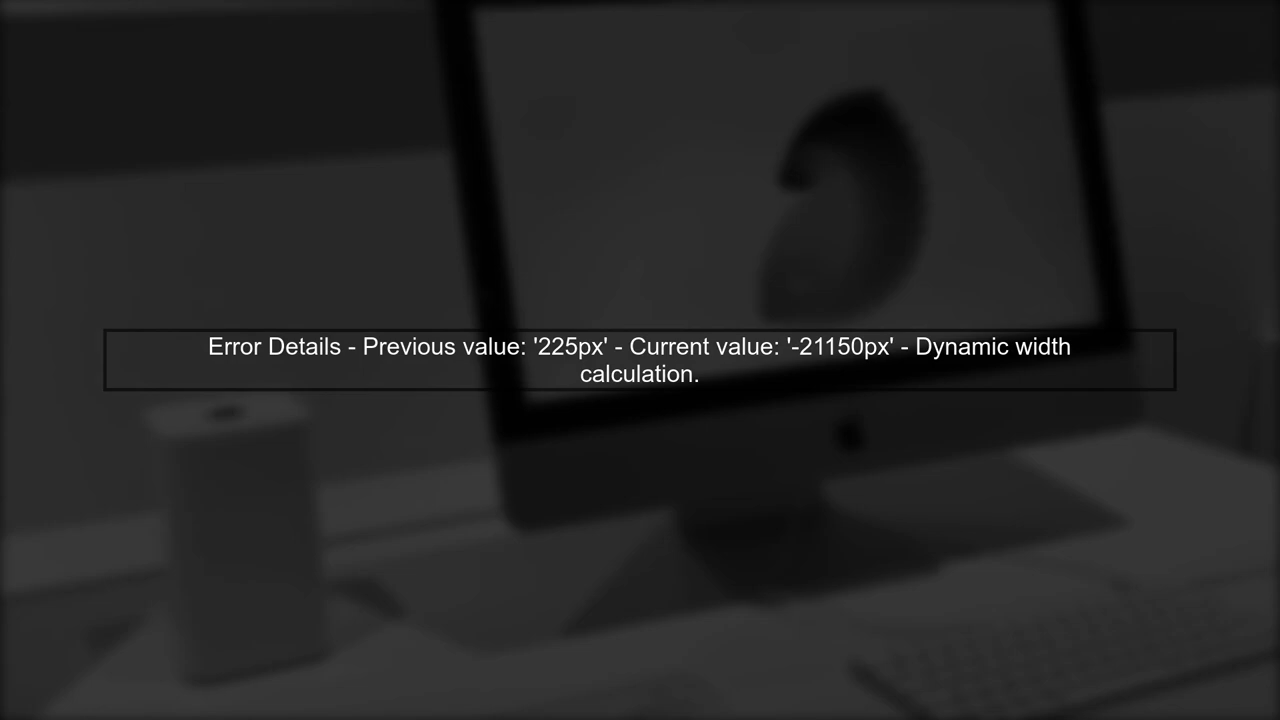 Error Details - Previous value: '225px' - Current value: '-21150px' - Dynamic width
calculation.